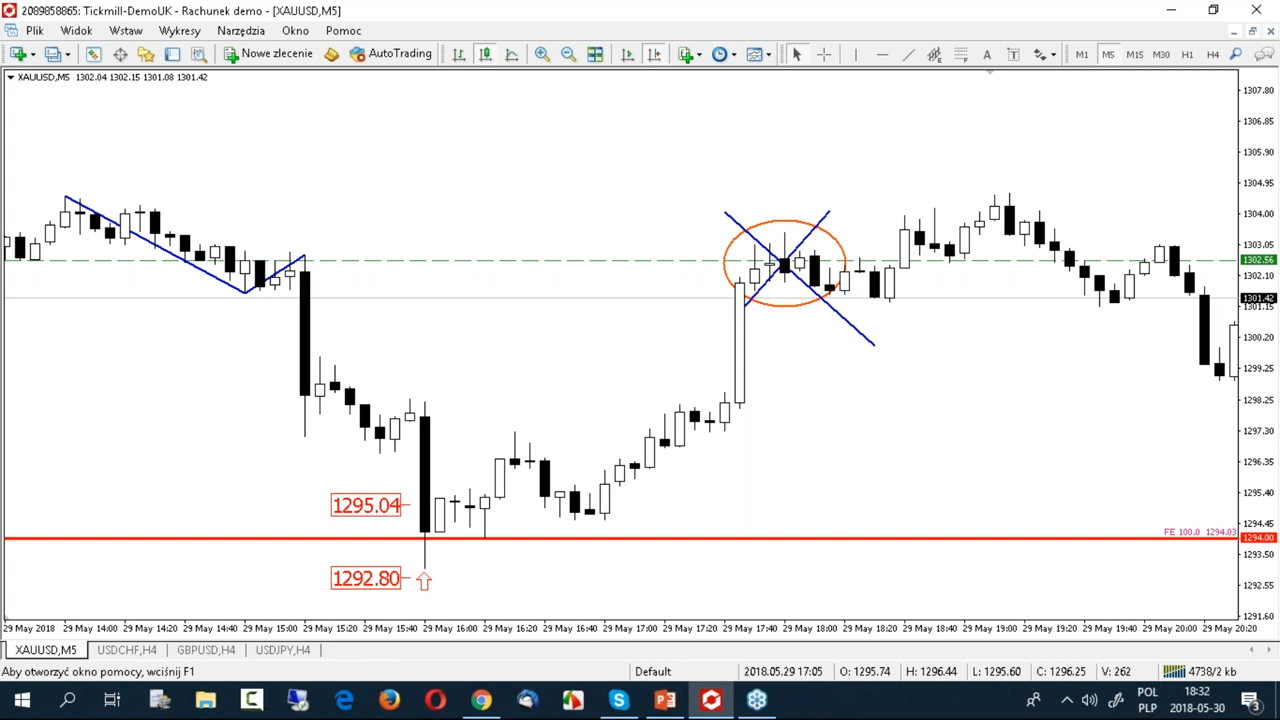 2089858865: Tickmill-DemoUK - Rachunek demo - [XAUUSD,M5]
Plik Widok Wstaw Wykresy Narzędzia Okno Pomoc
Nowe zlecenie AutoTrading A T M1 M5 M15 M30 H1 H4
XAUUSD,M5 1302.04 1302.15 1301.08 1301.42
1307.80
1306.85
1305.90
1304.95
1304.00
1303.05
1302.56
1302.10
1301.42
1301.15
1300.20
1299.25
1298.25
1297.30
1296.35
1295.04
1295.40
1294.45
FE 100.0 1294.03
1294.00
1293.50
1292.80
1292.55
1291.60
29 May 2018 29 May 14:00 29 May 14:20 29 May 14:40 29 May 15:00 29 May 15:20 29 May 15:40 29 May 16:00 29 May 16:20 29 May 16:40 29 May 17:00 29 May 17:20 29 May 17:40 29 May 18:00 29 May 18:20 29 May 18:40 29 May 19:00 29 May 19:20 29 May 19:40 29 May 20:00 29 May 20:20
XAUUSD,M5 USDCHF,H4 GBPUSD,H4 USDJPY,H4
Aby otworzyć okno pomocy, wciśnij F1 Default 2018.05.29 17:05 O: 1295.74 H: 1296.44 L: 1295.60 C: 1296.25 V: 262 4738/2 kb
POL 18:32
PLP 2018-05-30 3